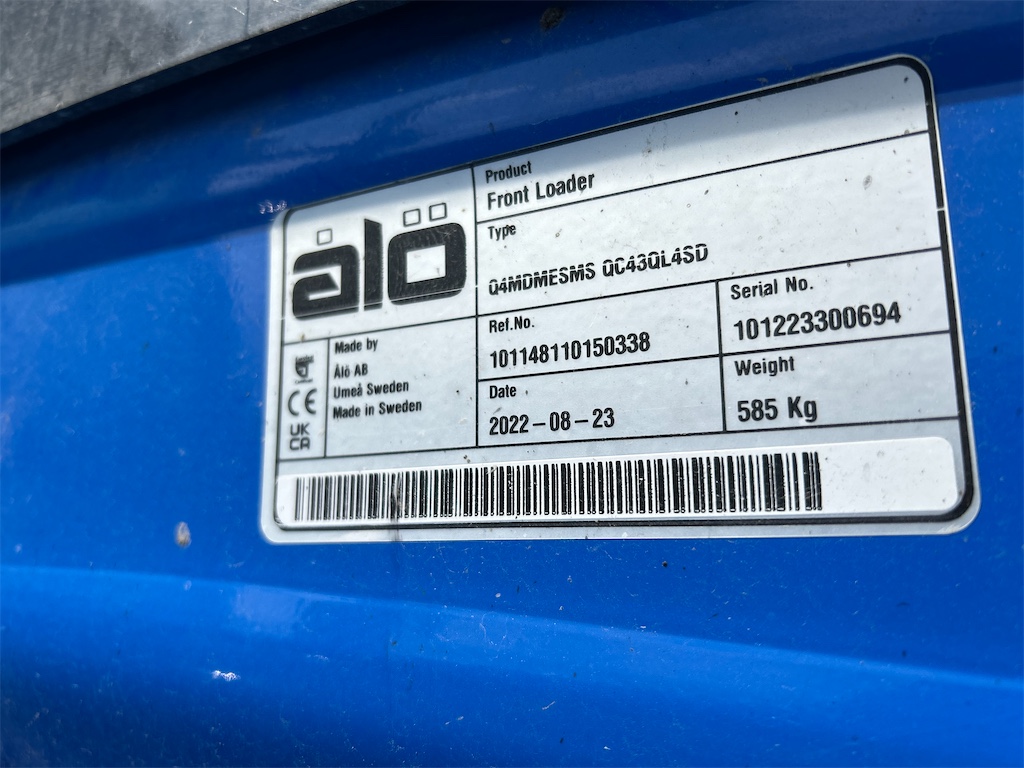 ålö
Product
Front Loader
Type
Q4MDMESMS QC43QL4SD
Ref.No.
101148110150338
Serial No.
101223300694
Date
2022-08-23
Weight
585 Kg
Made by
Ålö AB
Umeå Sweden
Made in Sweden
CE
UK
CA